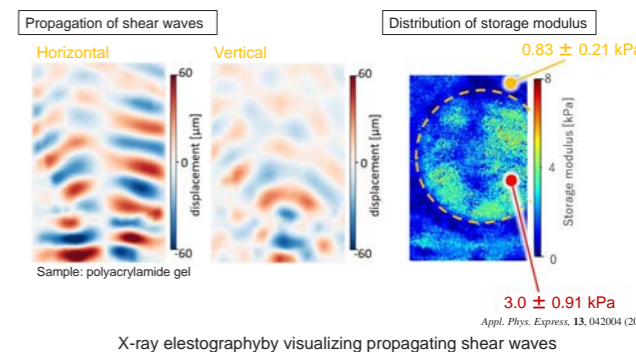 Propagation of shear waves
Distribution of storage modulus
Horizontal
Vertical
0.83 ± 0.21 kPa
60
0
-60
displacement [μm]
60
0
-60
displacement [μm]
8
4
0
Storage modulus [kPa]
Sample: polyacrylamide gel
3.0 ± 0.91 kPa
Appl. Phys. Express, 13, 042004 (20
X-ray elestographyby visualizing propagating shear waves